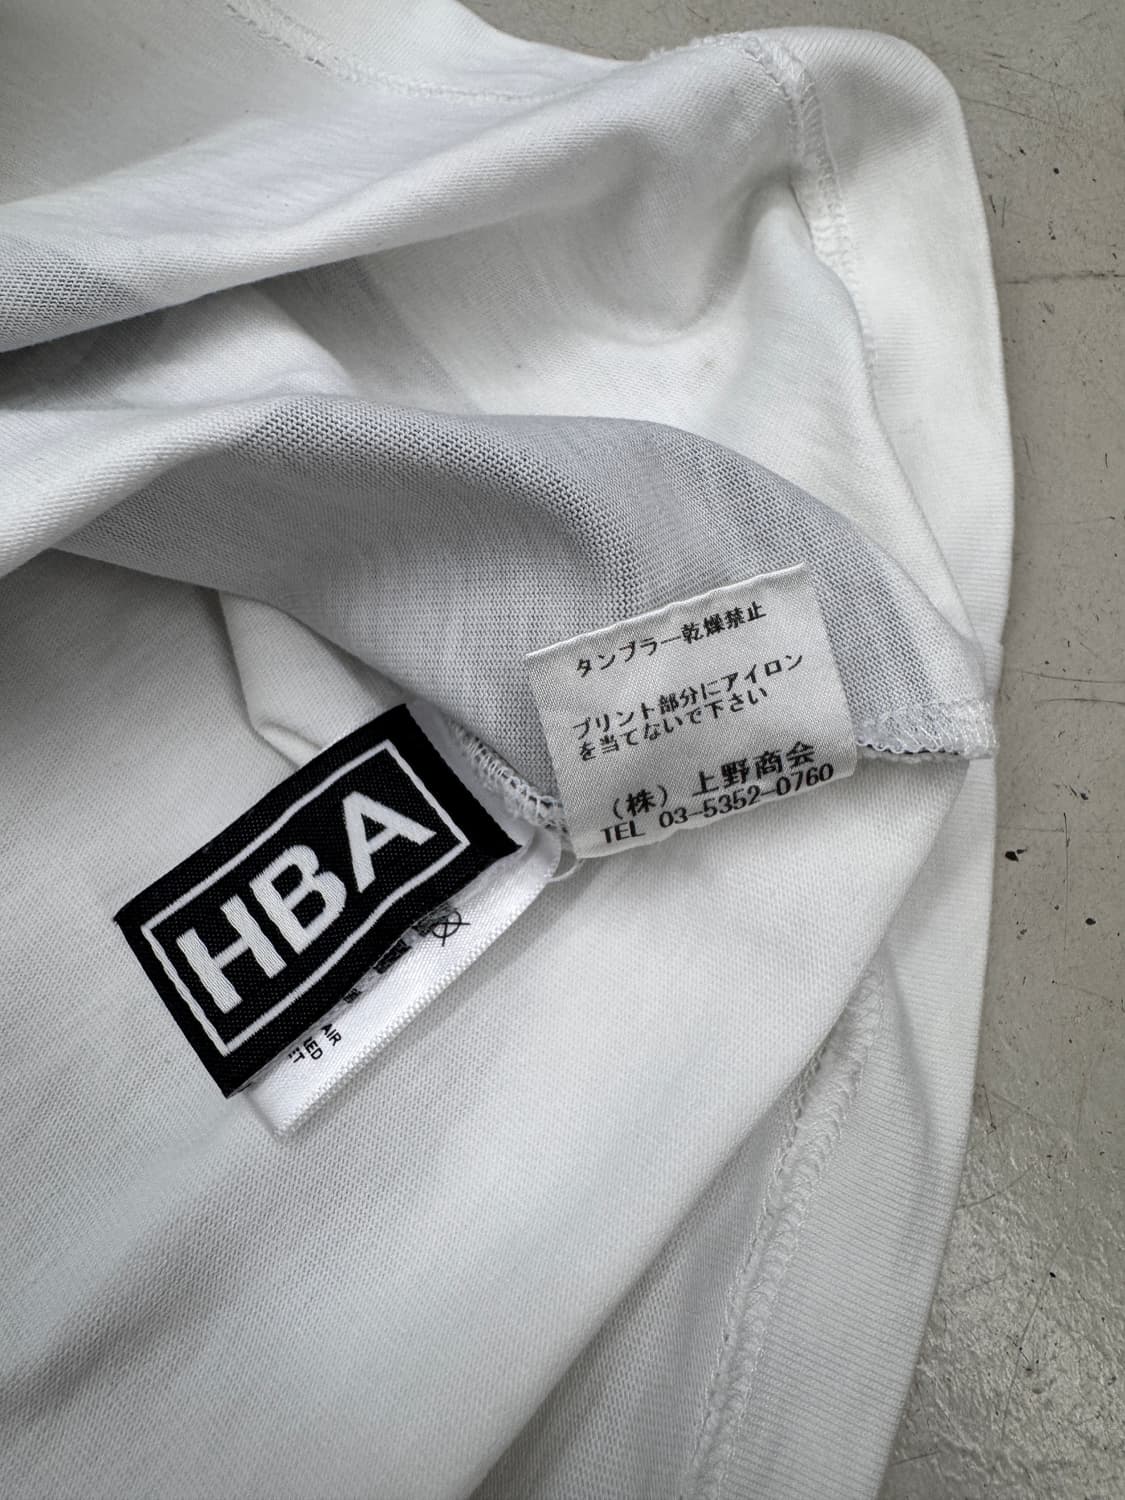 タンブラー乾燥禁止
プリント部分にアイロン
を当てないで下さい
(株) 上野商会
TEL 03-5352-0760
HBA
AIR